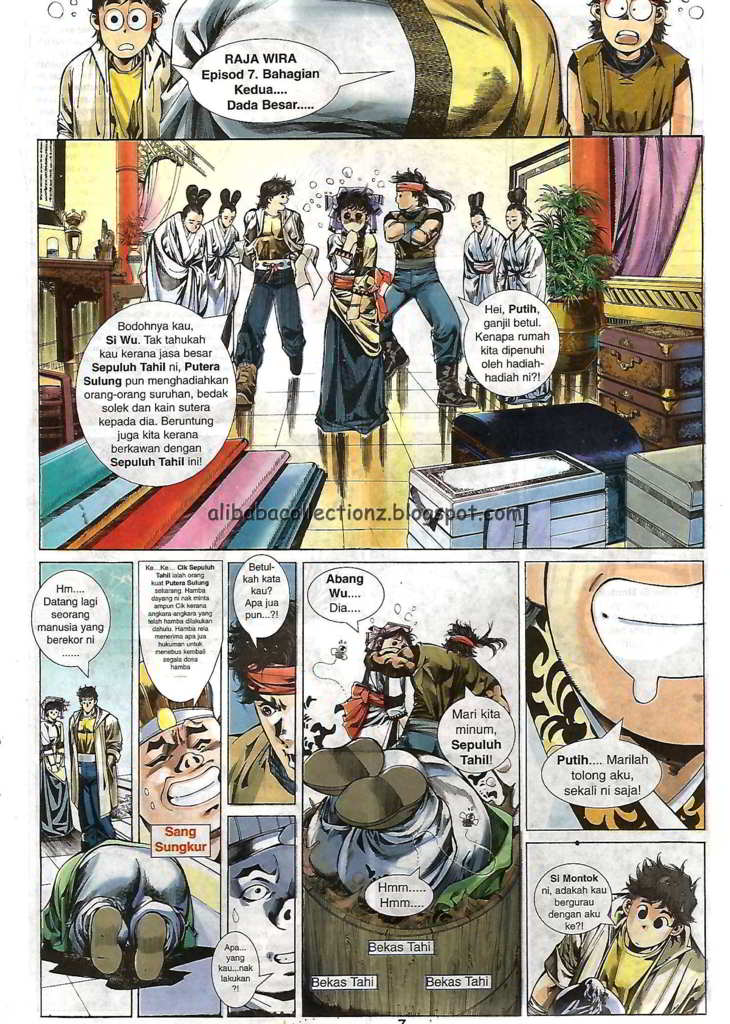 RAJA WIRA
Episod 7. Bahagian
Kedua....
Dada Besar.....
Bodohnya kau,
Si Wu. Tak tahukah
kau kerana jasa besar
Sepuluh Tahil ni, Putera
Sulung pun menghadiahkan
orang-orang suruhan, bedak
solek dan kain sutera
kepada dia. Beruntung
juga kita kerana
berkawan dengan
Sepuluh Tahil ini!
Hei, Putih,
ganjil betul.
Kenapa rumah
kita dipenuhi
oleh hadiah-
hadiah ni?!
alibabacollectionz.blogspot.com
Hm....
Datang lagi
seorang
manusia yang
berekor ni
......
Ke...Ke... Cik Sepuluh
Tahil ialah orang
kuat Putera Sulung
sekarang. Hamba
datang ni nak minta
ampun Cik kerana
angkara-angkara yang
telah hamba dilakukan
dahulu. Hamba rela
menerima apa jua
hukuman untuk
menebus kembali
segala dosa
hamba
......
Sang
Sungkur
Betul-
kah kata
kau?
Apa jua
pun...?!
Apa...
yang
kau...nak
lakukan
?!
Abang
Wu....
Dia....
Mari kita
minum,
Sepuluh
Tahil!
Hmm.....
Hmm....
Bekas Tahi
Bekas Tahi
Bekas Tahi
Putih.... Marilah
tolong aku,
sekali ni saja!
Si Montok
ni, adakah kau
bergurau
dengan aku
ke?!
7